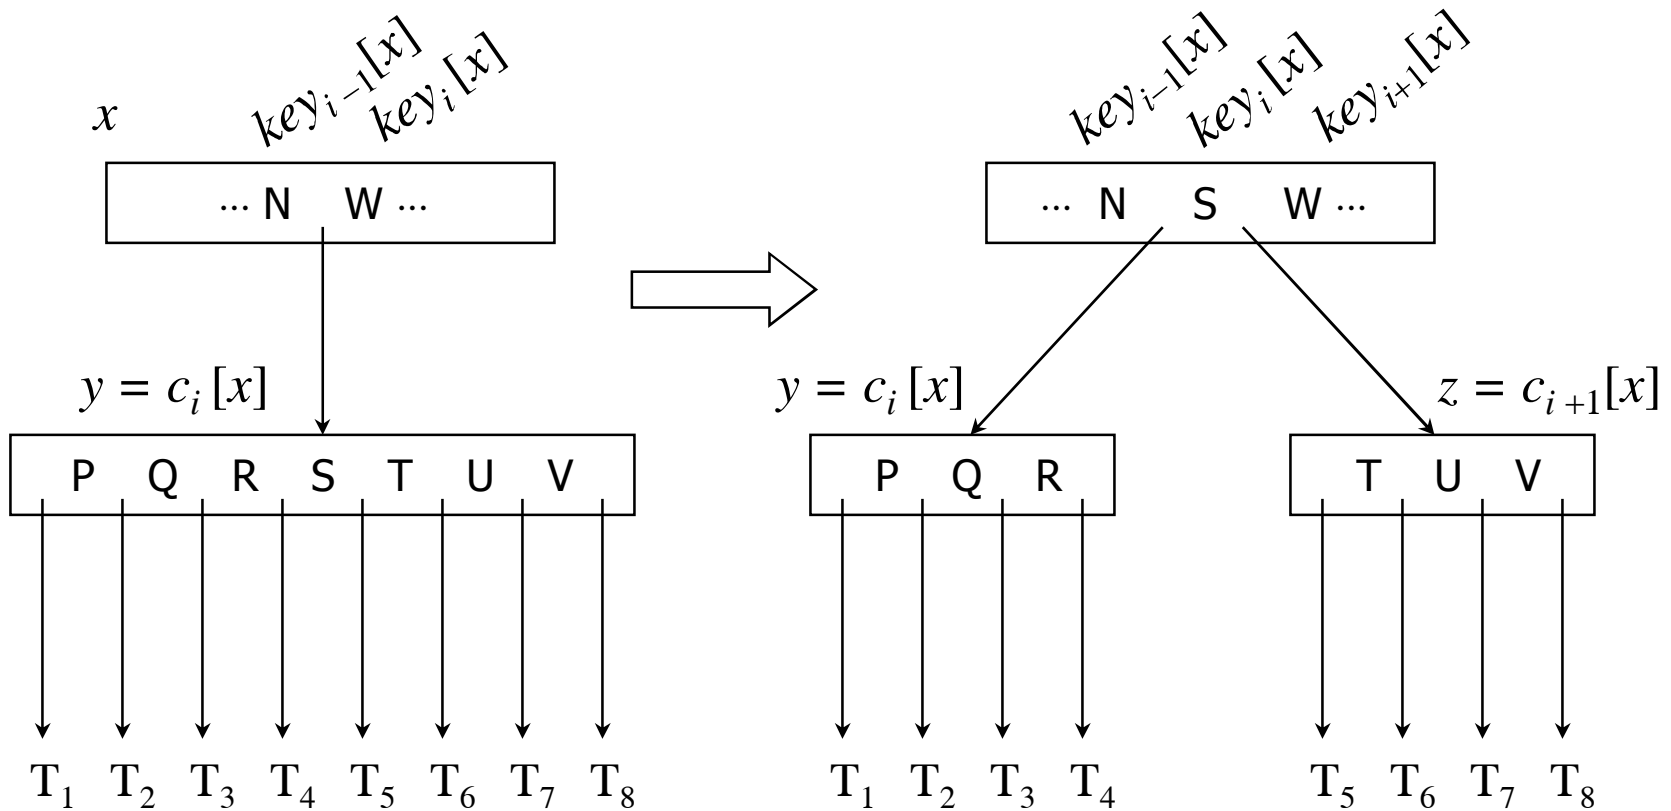 key_{i-1}[x] key_i[x] key_{i-1}[x] key_i[x] key_{i+1}[x]
x
... N W ... ... N S W ...
y = c_i [x] y = c_i [x] z = c_{i+1}[x]
P Q R S T U V P Q R T U V
T_1 T_2 T_3 T_4 T_5 T_6 T_7 T_8 T_1 T_2 T_3 T_4 T_5 T_6 T_7 T_8